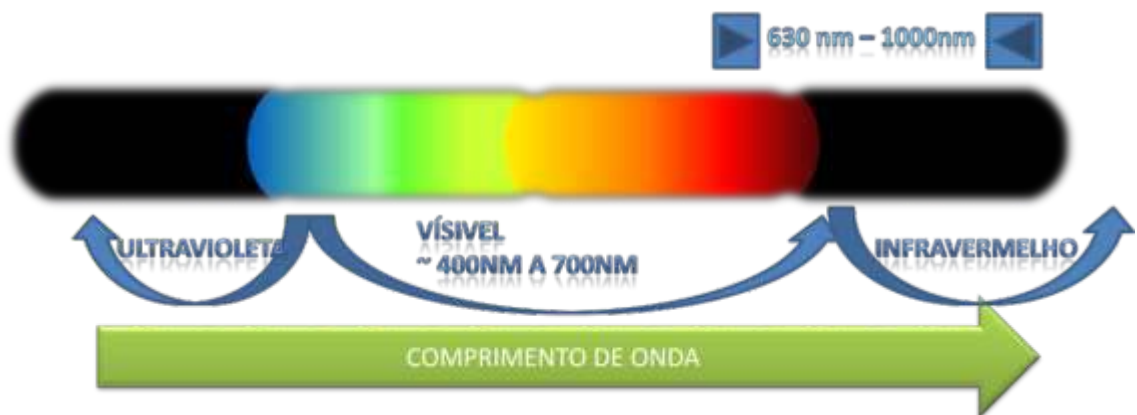 630 nm – 1000nm
ULTRAVIOLETA
VÍSIVEL
~ 400NM A 700NM
INFRAVERMELHO
COMPRIMENTO DE ONDA